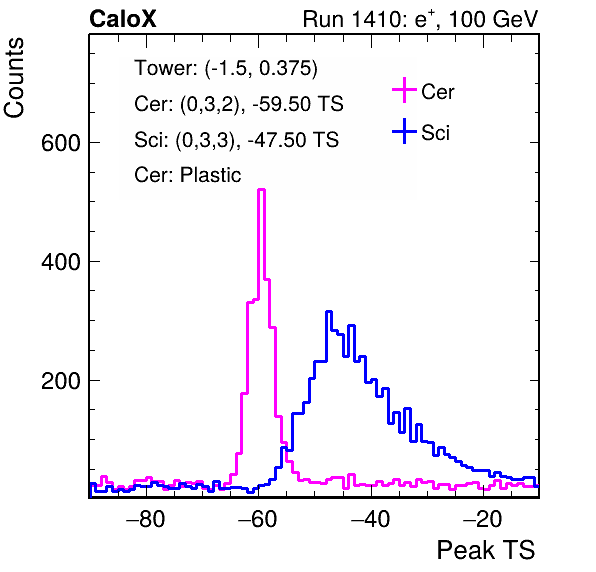 CaloX Run 1410: e⁺, 100 GeV
Counts
Tower: (-1.5, 0.375)
Cer: (0,3,2), -59.50 TS
Sci: (0,3,3), -47.50 TS
Cer: Plastic
Cer
Sci
600
400
200
−80 −60 −40 −20
Peak TS